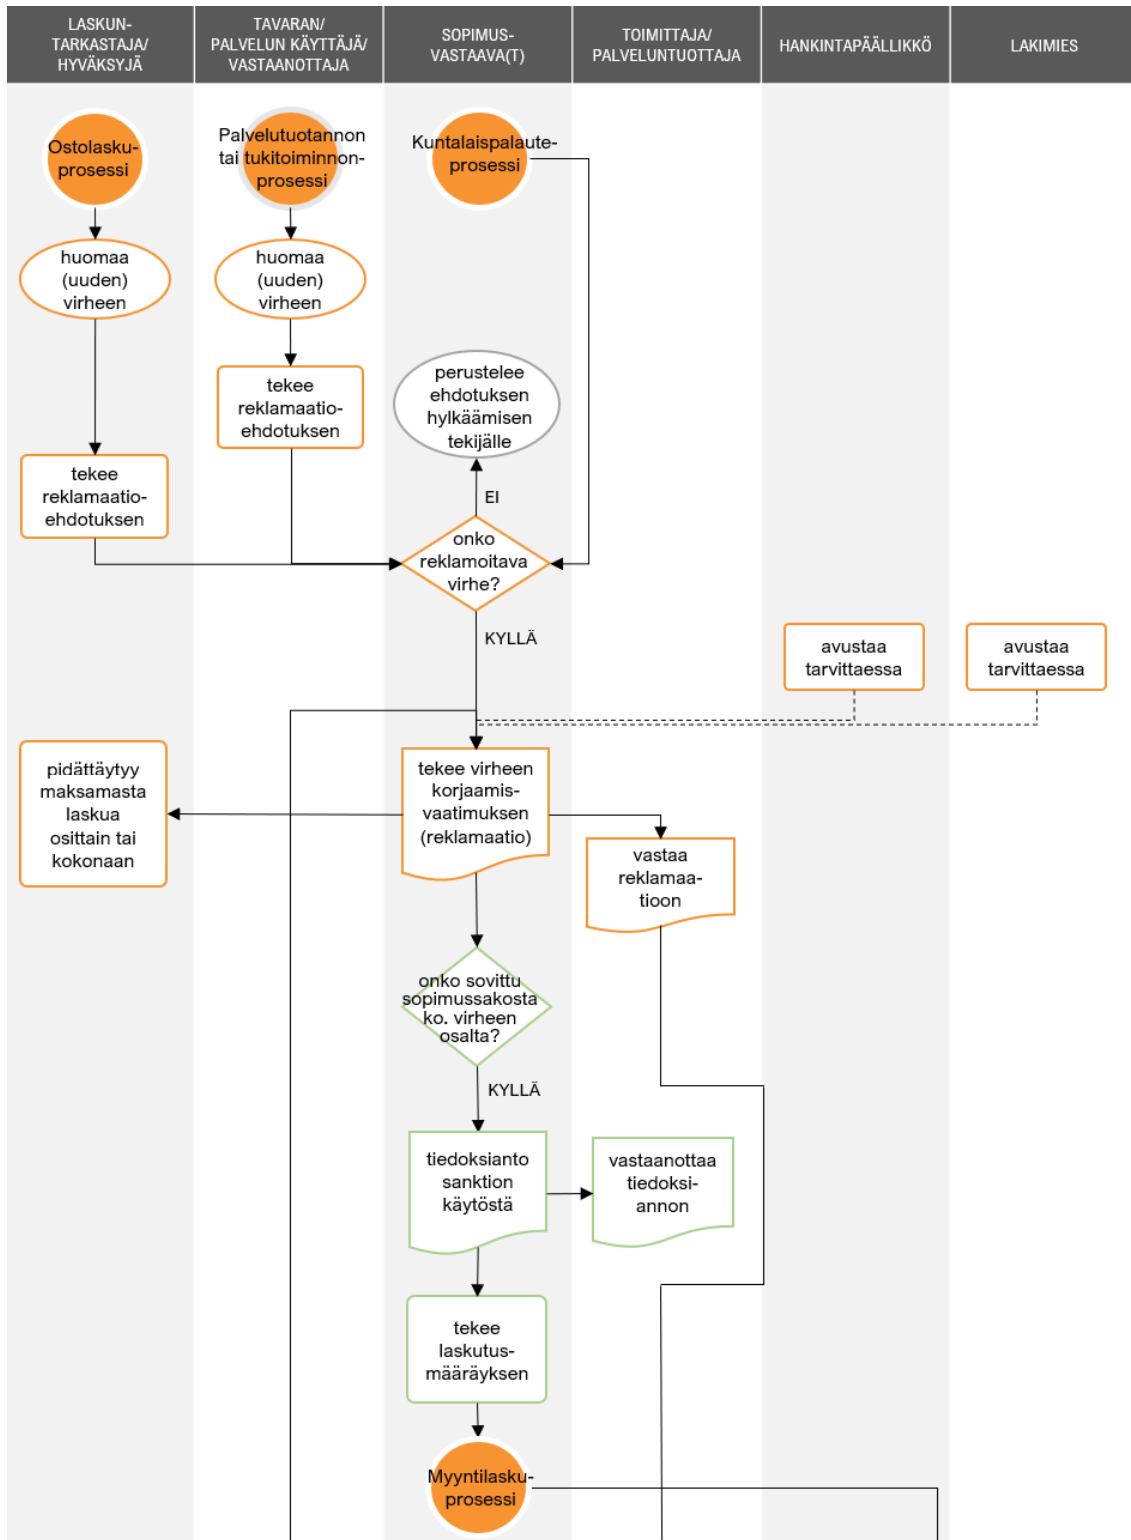 LASKUN-
TARKASTAJA/
HYVÄKSYJÄ
TAVARAN/
PALVELUN KÄYTTÄJÄ/
VASTAANOTTAJA
SOPIMUS-
VASTAAVA(T)
TOIMITTAJA/
PALVELUNTUOTTAJA
HANKINTAPÄÄLLIKKÖ
LAKIMIES
Ostolasku-
prosessi
Palvelutuotannon
tai tukitoiminnon-
prosessi
Kuntalaispalaute-
prosessi
huomaa
(uuden)
virheen
huomaa
(uuden)
virheen
tekee
reklamaatio-
ehdotuksen
perustelee
ehdotuksen
hylkäämisen
tekijälle
tekee
reklamaatio-
ehdotuksen
EI
onko
reklamoitava
virhe?
KYLLÄ
avustaa
tarvittaessa
avustaa
tarvittaessa
pidättäytyy
maksamasta
laskua
osittain tai
kokonaan
tekee virheen
korjaamis-
vaatimuksen
(reklamaatio)
vastaa
reklamaa-
tioon
onko sovittu
sopimussakosta
ko. virheen
osalta?
KYLLÄ
tiedoksianto
sanktion
käytöstä
vastaanottaa
tiedoksi-
annon
tekee
laskutus-
määräyksen
Myyntilasku-
prosessi